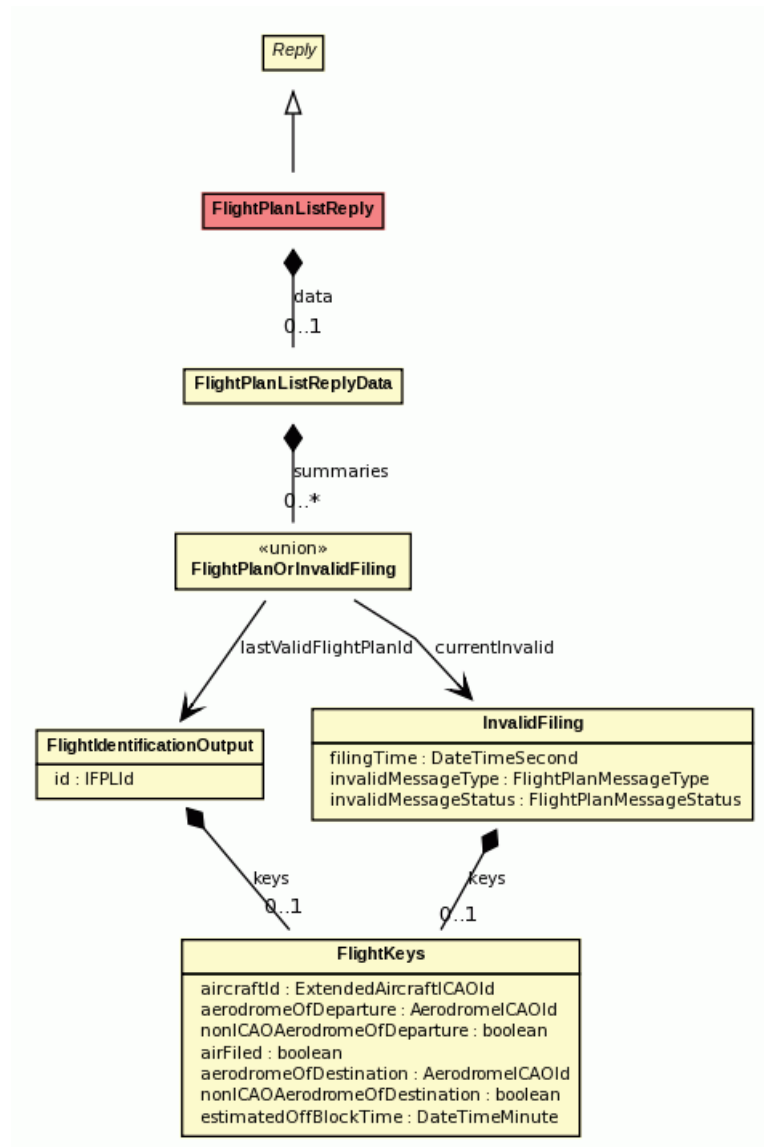 Reply
FlightPlanListReply
data
0..1
FlightPlanListReplyData
summaries
0..*
«union»
FlightPlanOrInvalidFiling
lastValidFlightPlanId
currentInvalid
FlightIdentificationOutput
id : IFPLId
InvalidFiling
filingTime : DateTimeSecond
invalidMessageType : FlightPlanMessageType
invalidMessageStatus : FlightPlanMessageStatus
keys
0..1
keys
0..1
FlightKeys
aircraftId : ExtendedAircraftICAOId
aerodromeOfDeparture : AerodromeICAOId
nonICAOAerodromeOfDeparture : boolean
airFiled : boolean
aerodromeOfDestination : AerodromeICAOId
nonICAOAerodromeOfDestination : boolean
estimatedOffBlockTime : DateTimeMinute